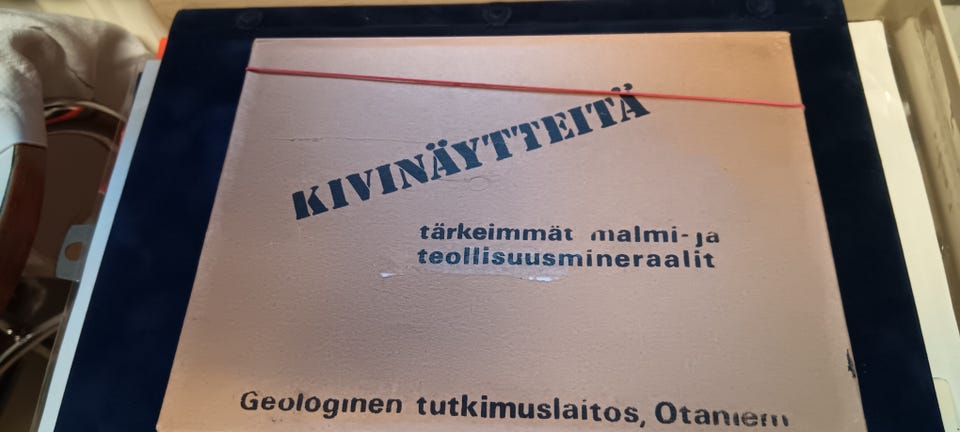 KIVINÄYTTEITÄ
tärkeimmät malmi- ja
teollisuusmineraalit
Geologinen tutkimuslaitos, Otaniemi